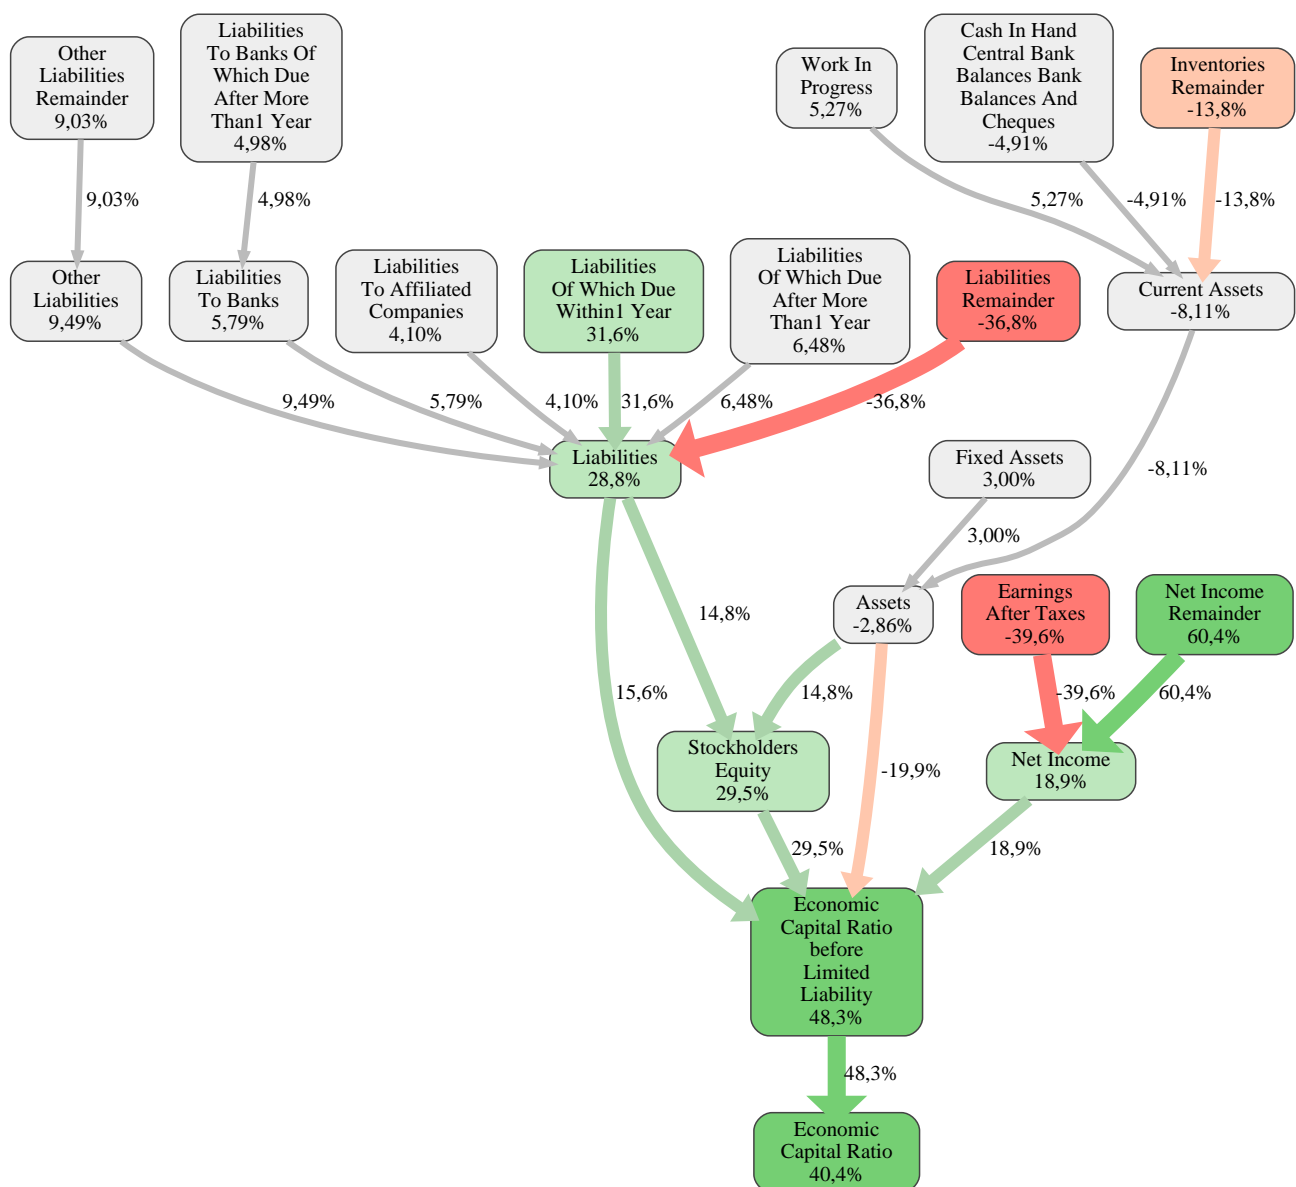 Other
Liabilities
Remainder
9,03%
Liabilities
To Banks Of
Which Due
After More
Than1 Year
4,98%
Work In
Progress
5,27%
Cash In Hand
Central Bank
Balances Bank
Balances And
Cheques
-4,91%
Inventories
Remainder
-13,8%
9,03%
4,98%
5,27%
-4,91%
-13,8%
Other
Liabilities
9,49%
Liabilities
To Banks
5,79%
Liabilities
To Affiliated
Companies
4,10%
Liabilities
Of Which Due
Within1 Year
31,6%
Liabilities
Of Which Due
After More
Than1 Year
6,48%
Liabilities
Remainder
-36,8%
Current Assets
-8,11%
9,49%
5,79%
4,10%
31,6%
6,48%
-36,8%
Liabilities
28,8%
Fixed Assets
3,00%
-8,11%
3,00%
Assets
-2,86%
Earnings
After Taxes
-39,6%
Net Income
Remainder
60,4%
14,8%
15,6%
14,8%
-39,6%
60,4%
Stockholders
Equity
29,5%
-19,9%
Net Income
18,9%
29,5%
18,9%
Economic
Capital Ratio
before
Limited
Liability
48,3%
48,3%
Economic
Capital Ratio
40,4%